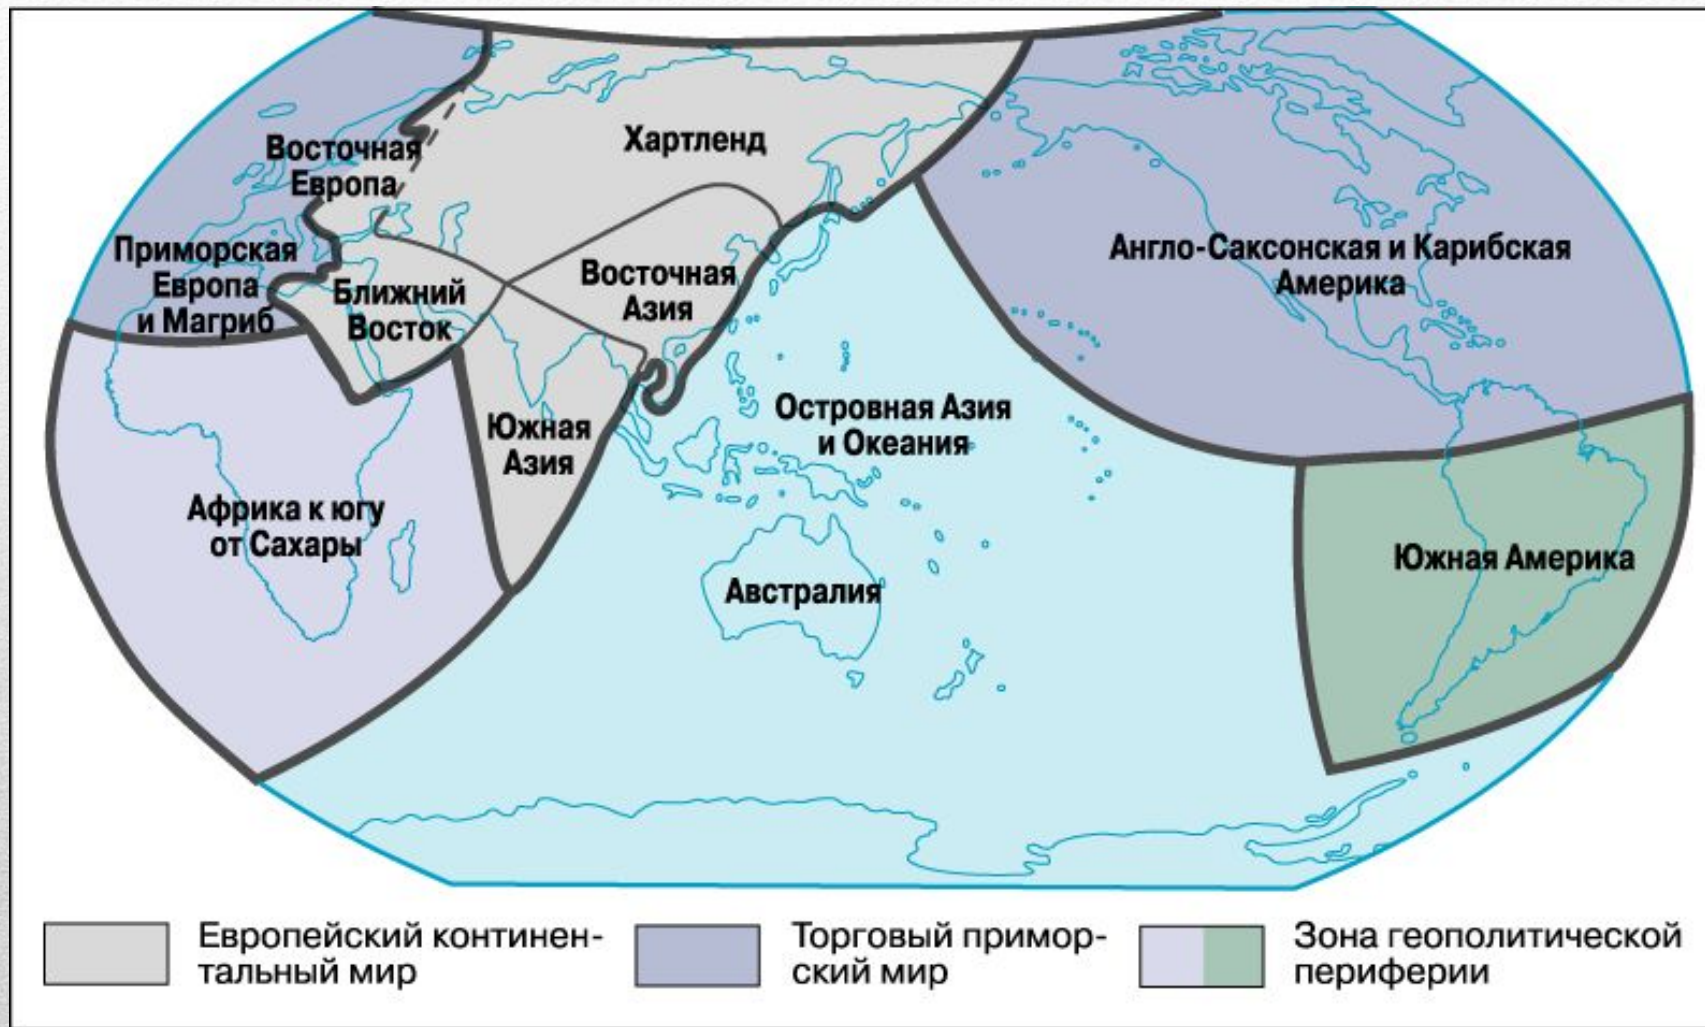 Хартленд
Восточная
Европа
Приморская
Европа
и Магриб
Ближний
Восток
Восточная
Азия
Англо-Саксонская и Карибская
Америка
Южная
Азия
Островная Азия
и Океания
Африка к югу
от Сахары
Австралия
Южная Америка
Европейский континен-
тальный мир
Торговый примор-
ский мир
Зона геополитической
периферии